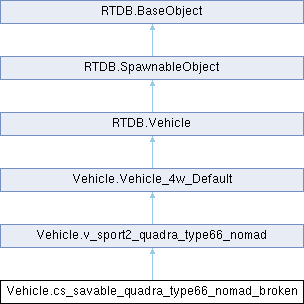 RTDB.BaseObject
RTDB.SpawnableObject
RTDB.Vehicle
Vehicle.Vehicle_4w_Default
Vehicle.v_sport2_quadra_type66_nomad
Vehicle.cs_savable_quadra_type66_nomad_broken